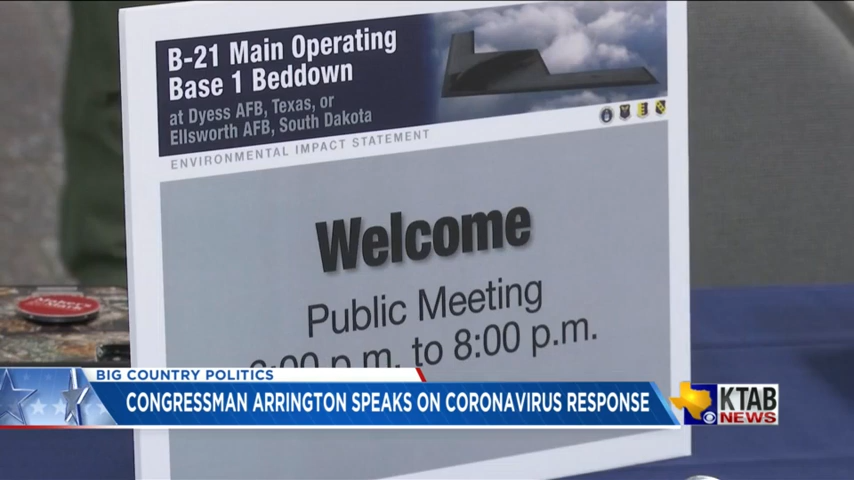 B-21 Main Operating
Base 1 Beddown
at Dyess AFB, Texas, or
Ellsworth AFB, South Dakota
ENVIRONMENTAL IMPACT STATEMENT
Welcome
Public Meeting
p.m. to 8:00 p.m.
BIG COUNTRY POLITICS
CONGRESSMAN ARRINGTON SPEAKS ON CORONAVIRUS RESPONSE
KTAB
NEWS